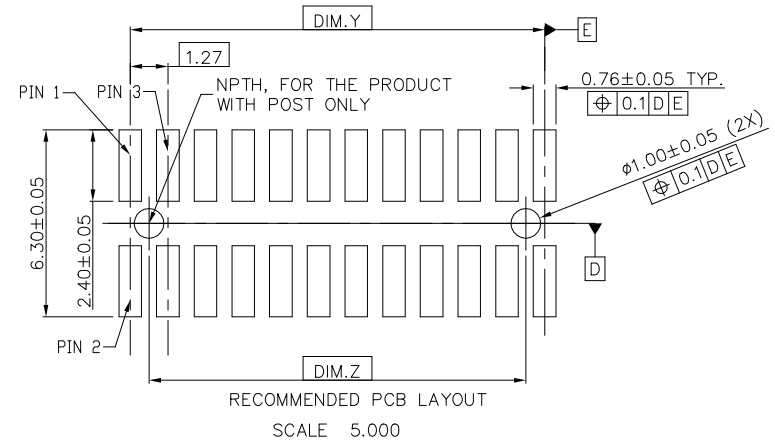 DIM.Y
E
1.27
PIN 1
PIN 3
NPTH, FOR THE PRODUCT
WITH POST ONLY
0.76±0.05 TYP.
⌖ 0.1 D E
ø1.00±0.05 (2X)
⌖ 0.1 D E
6.30±0.05
2.40±0.05
D
PIN 2
DIM.Z
RECOMMENDED PCB LAYOUT
SCALE 5.000